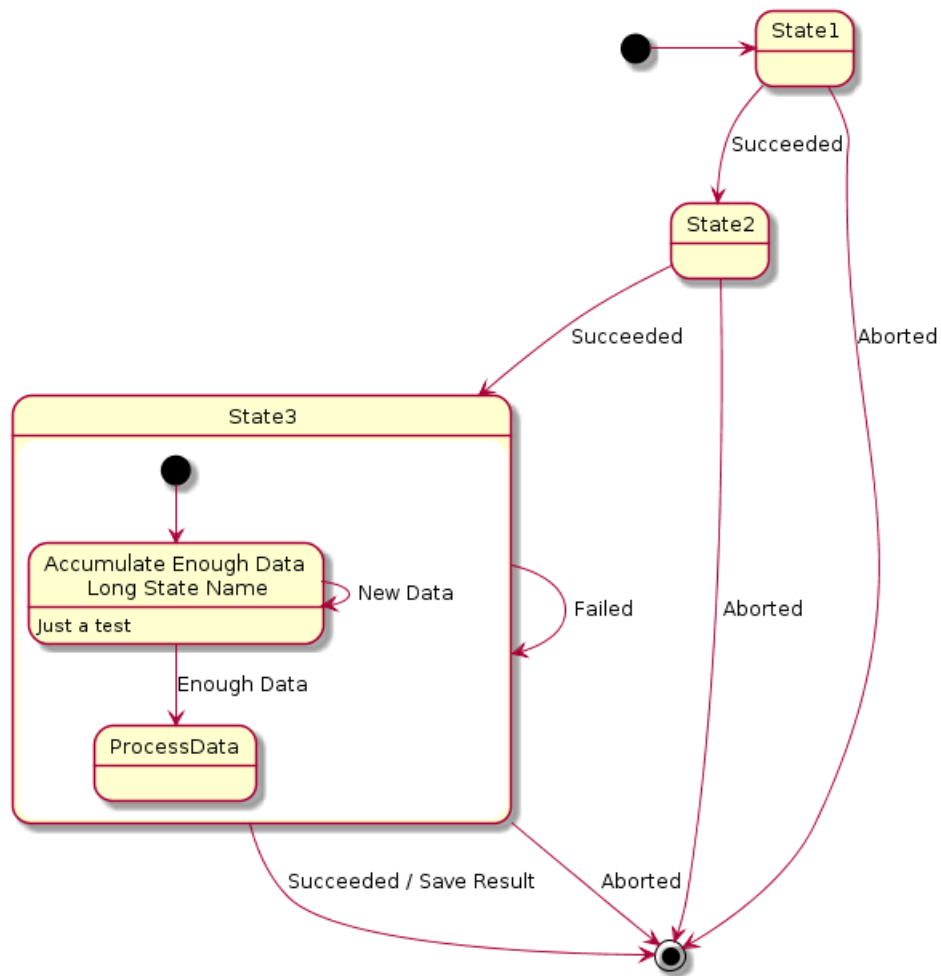 State1
Succeeded
State2
Succeeded
Aborted
State3
Accumulate Enough Data
Long State Name
Just a test
New Data
Failed
Aborted
Enough Data
ProcessData
Succeeded / Save Result
Aborted